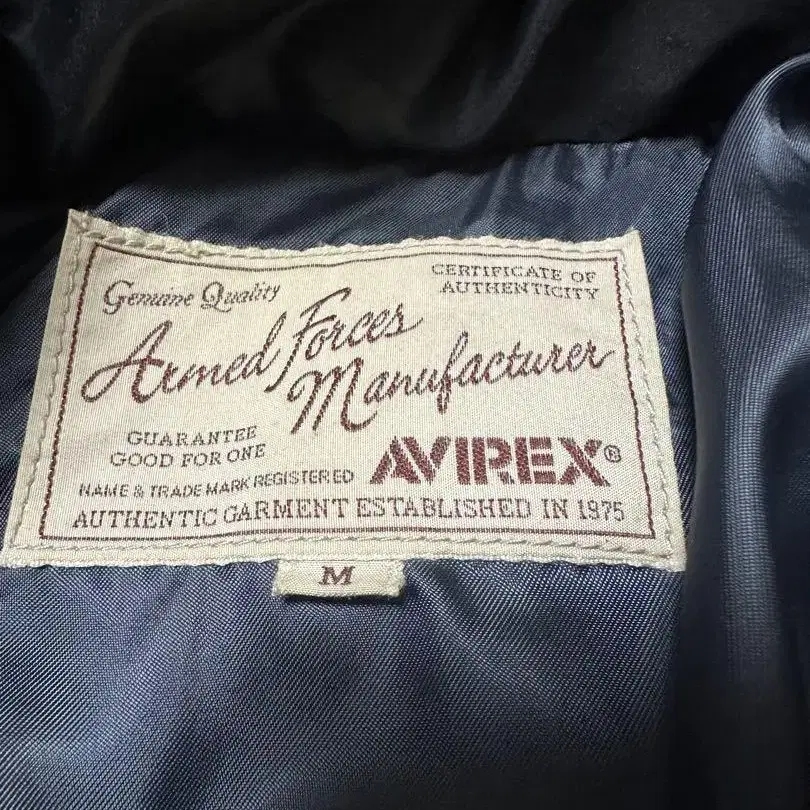 Genuine Quality
CERTIFICATE OF
AUTHENTICITY
Armed Forces
Manufacturer
GUARANTEE
GOOD FOR ONE
AVIREX®
NAME & TRADE MARK REGISTERED
AUTHENTIC GARMENT ESTABLISHED IN 1975
M